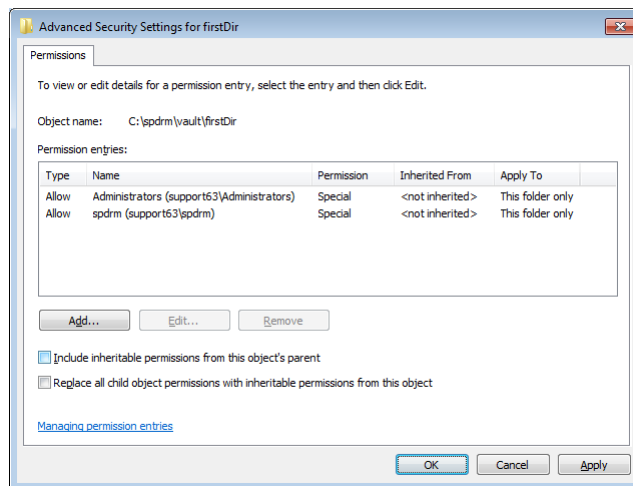 Advanced Security Settings for firstDir
Permissions
To view or edit details for a permission entry, select the entry and then click Edit.
Object name: C:\spdrm\vault\firstDir
Permission entries:
Type Name Permission Inherited From Apply To
Allow Administrators (support63\Administrators) Special <not inherited> This folder only
Allow spdrm (support63\spdrm) Special <not inherited> This folder only
Add... Edit... Remove
Include inheritable permissions from this object's parent
Replace all child object permissions with inheritable permissions from this object
Managing permission entries
OK Cancel Apply